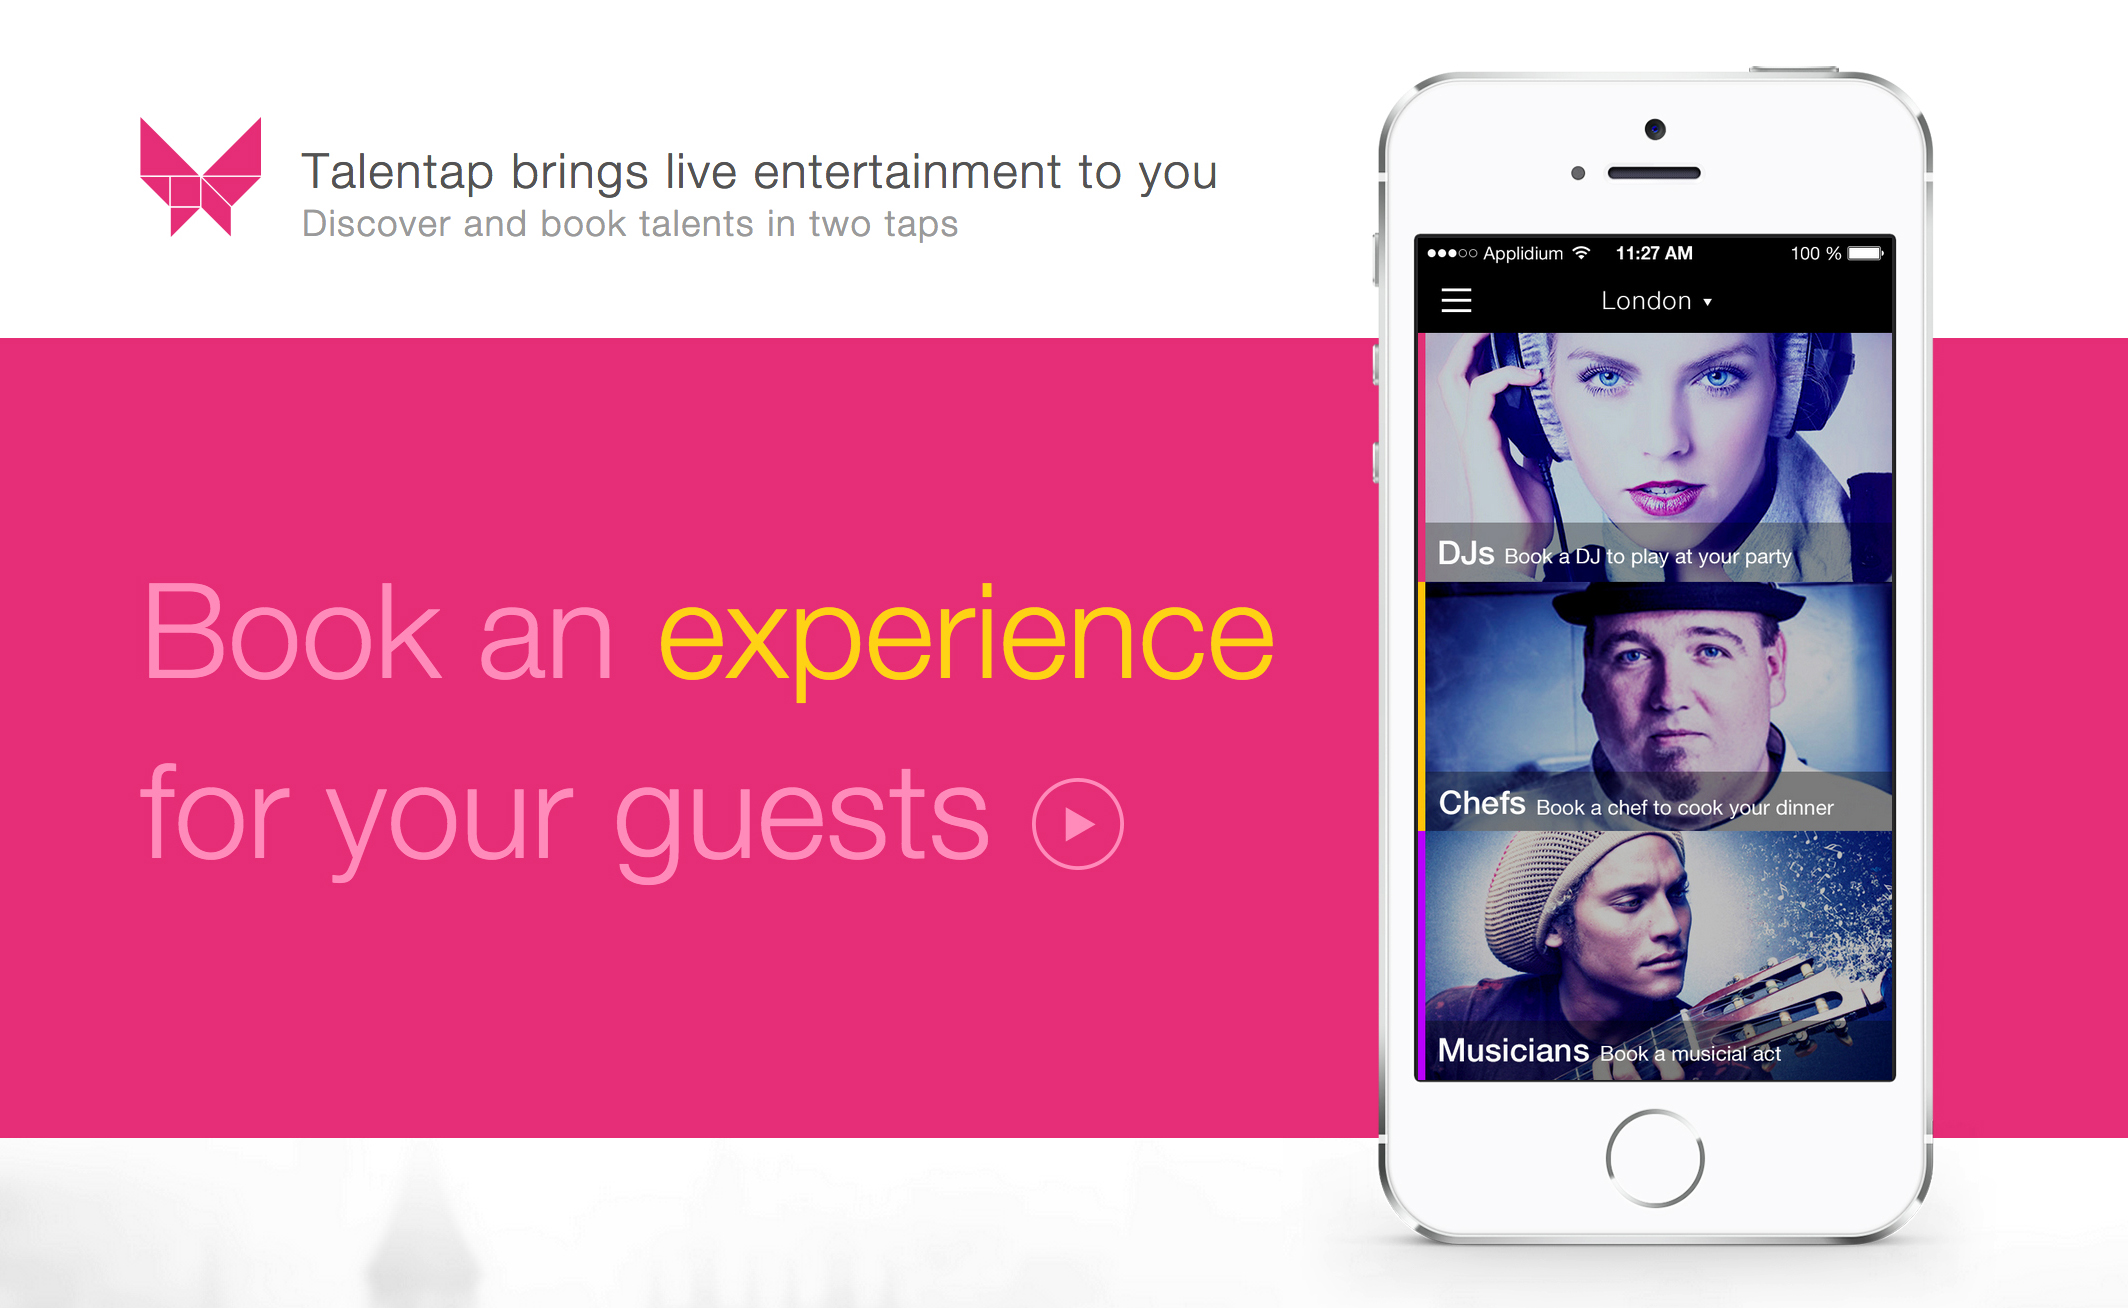 Talentap brings live entertainment to you
Discover and book talents in two taps
Book an experience
for your guests
Applidium 11:27 AM 100 %
London
DJs Book a DJ to play at your party
Chefs Book a chef to cook your dinner
Musicians Book a musicial act